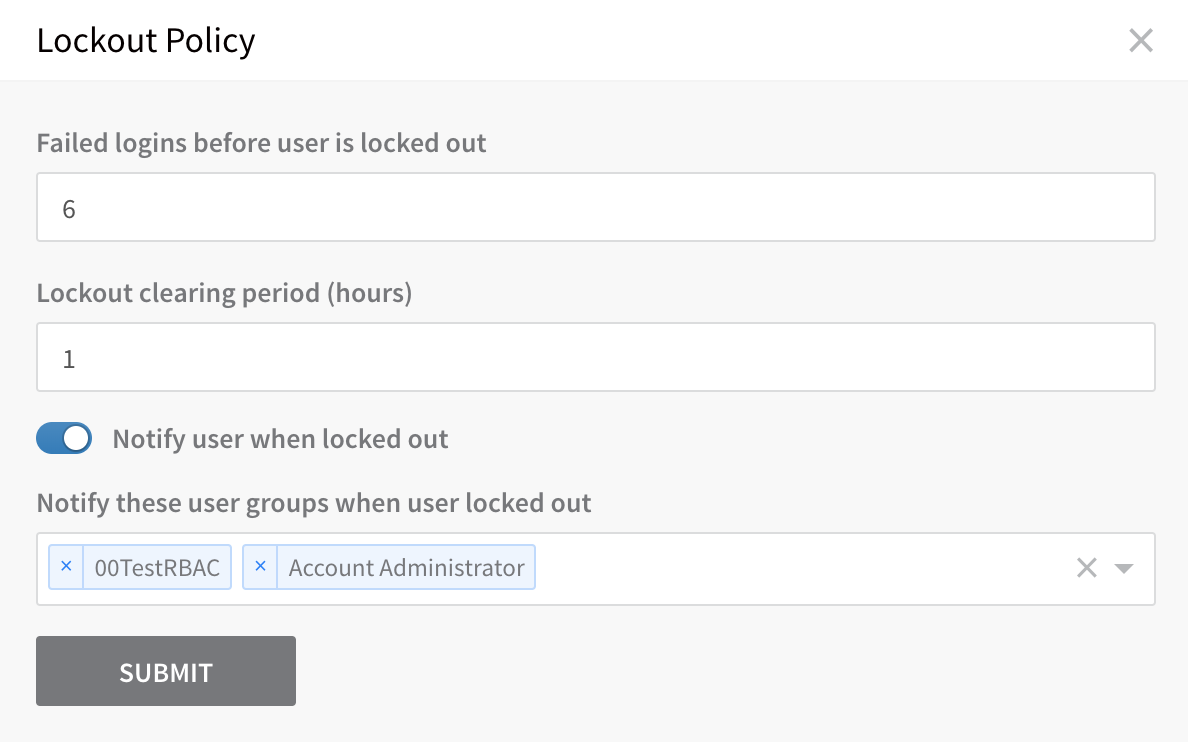 Lockout Policy
Failed logins before user is locked out
6
Lockout clearing period (hours)
1
Notify user when locked out
Notify these user groups when user locked out
× 00TestRBAC × Account Administrator
SUBMIT